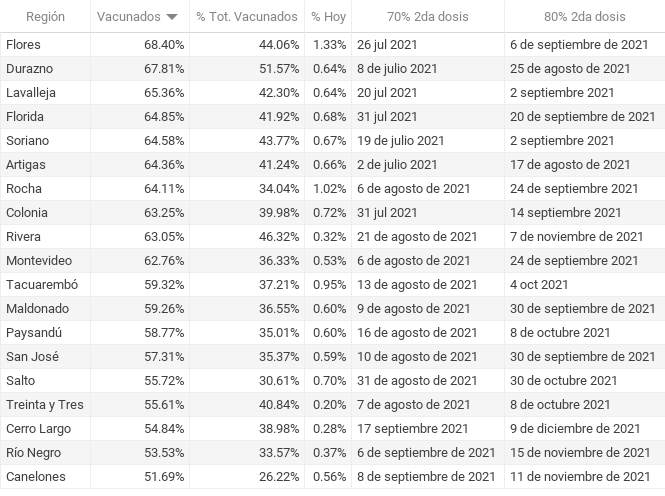 Región Vacunados % Tot. Vacunados % Hoy 70% 2da dosis 80% 2da dosis
Flores 68.40% 44.06% 1.33% 26 jul 2021 6 de septiembre de 2021
Durazno 67.81% 51.57% 0.64% 8 de julio 2021 25 de agosto de 2021
Lavalleja 65.36% 42.30% 0.64% 20 jul 2021 2 septiembre 2021
Florida 64.85% 41.92% 0.68% 31 jul 2021 20 de septiembre de 2021
Soriano 64.58% 43.77% 0.67% 19 de julio 2021 2 septiembre 2021
Artigas 64.36% 41.24% 0.66% 2 de julio 2021 17 de agosto de 2021
Rocha 64.11% 34.04% 1.02% 6 de agosto de 2021 24 de septiembre 2021
Colonia 63.25% 39.98% 0.72% 31 jul 2021 14 septiembre 2021
Rivera 63.05% 46.32% 0.32% 21 de agosto de 2021 7 de noviembre de 2021
Montevideo 62.76% 36.33% 0.53% 6 de agosto de 2021 24 de septiembre 2021
Tacuarembó 59.32% 37.21% 0.95% 13 de agosto de 2021 4 oct 2021
Maldonado 59.26% 36.55% 0.60% 9 de agosto de 2021 30 de septiembre de 2021
Paysandú 58.77% 35.01% 0.60% 16 de agosto de 2021 8 de octubre 2021
San José 57.31% 35.37% 0.59% 10 de agosto de 2021 30 de septiembre de 2021
Salto 55.72% 30.61% 0.70% 31 de agosto de 2021 30 de octubre 2021
Treinta y Tres 55.61% 40.84% 0.20% 7 de agosto de 2021 8 de octubre 2021
Cerro Largo 54.84% 38.98% 0.28% 17 septiembre 2021 9 de diciembre de 2021
Río Negro 53.53% 33.57% 0.37% 6 de septiembre de 2021 15 de noviembre de 2021
Canelones 51.69% 26.22% 0.56% 8 de septiembre de 2021 11 de noviembre de 2021